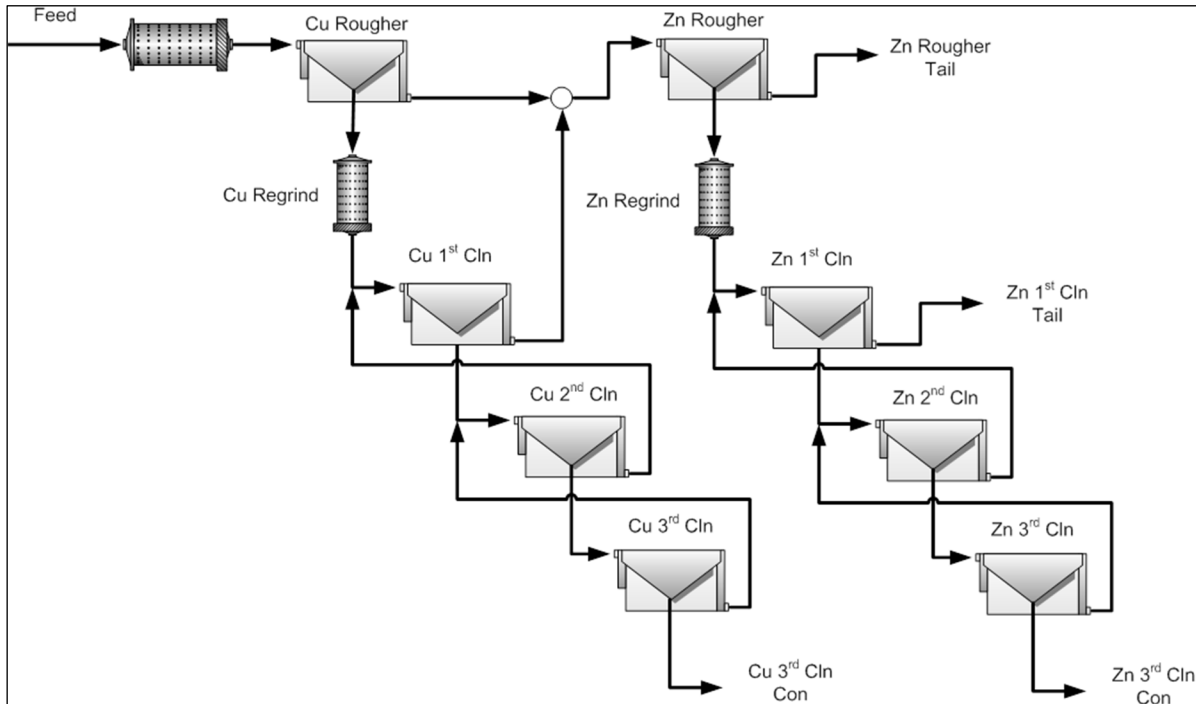 Feed
Cu Rougher
Zn Rougher
Zn Rougher
Tail
Cu Regrind
Zn Regrind
Cu 1st Cln
Zn 1st Cln
Zn 1st Cln
Tail
Cu 2nd Cln
Zn 2nd Cln
Cu 3rd Cln
Zn 3rd Cln
Cu 3rd Cln
Con
Zn 3rd Cln
Con